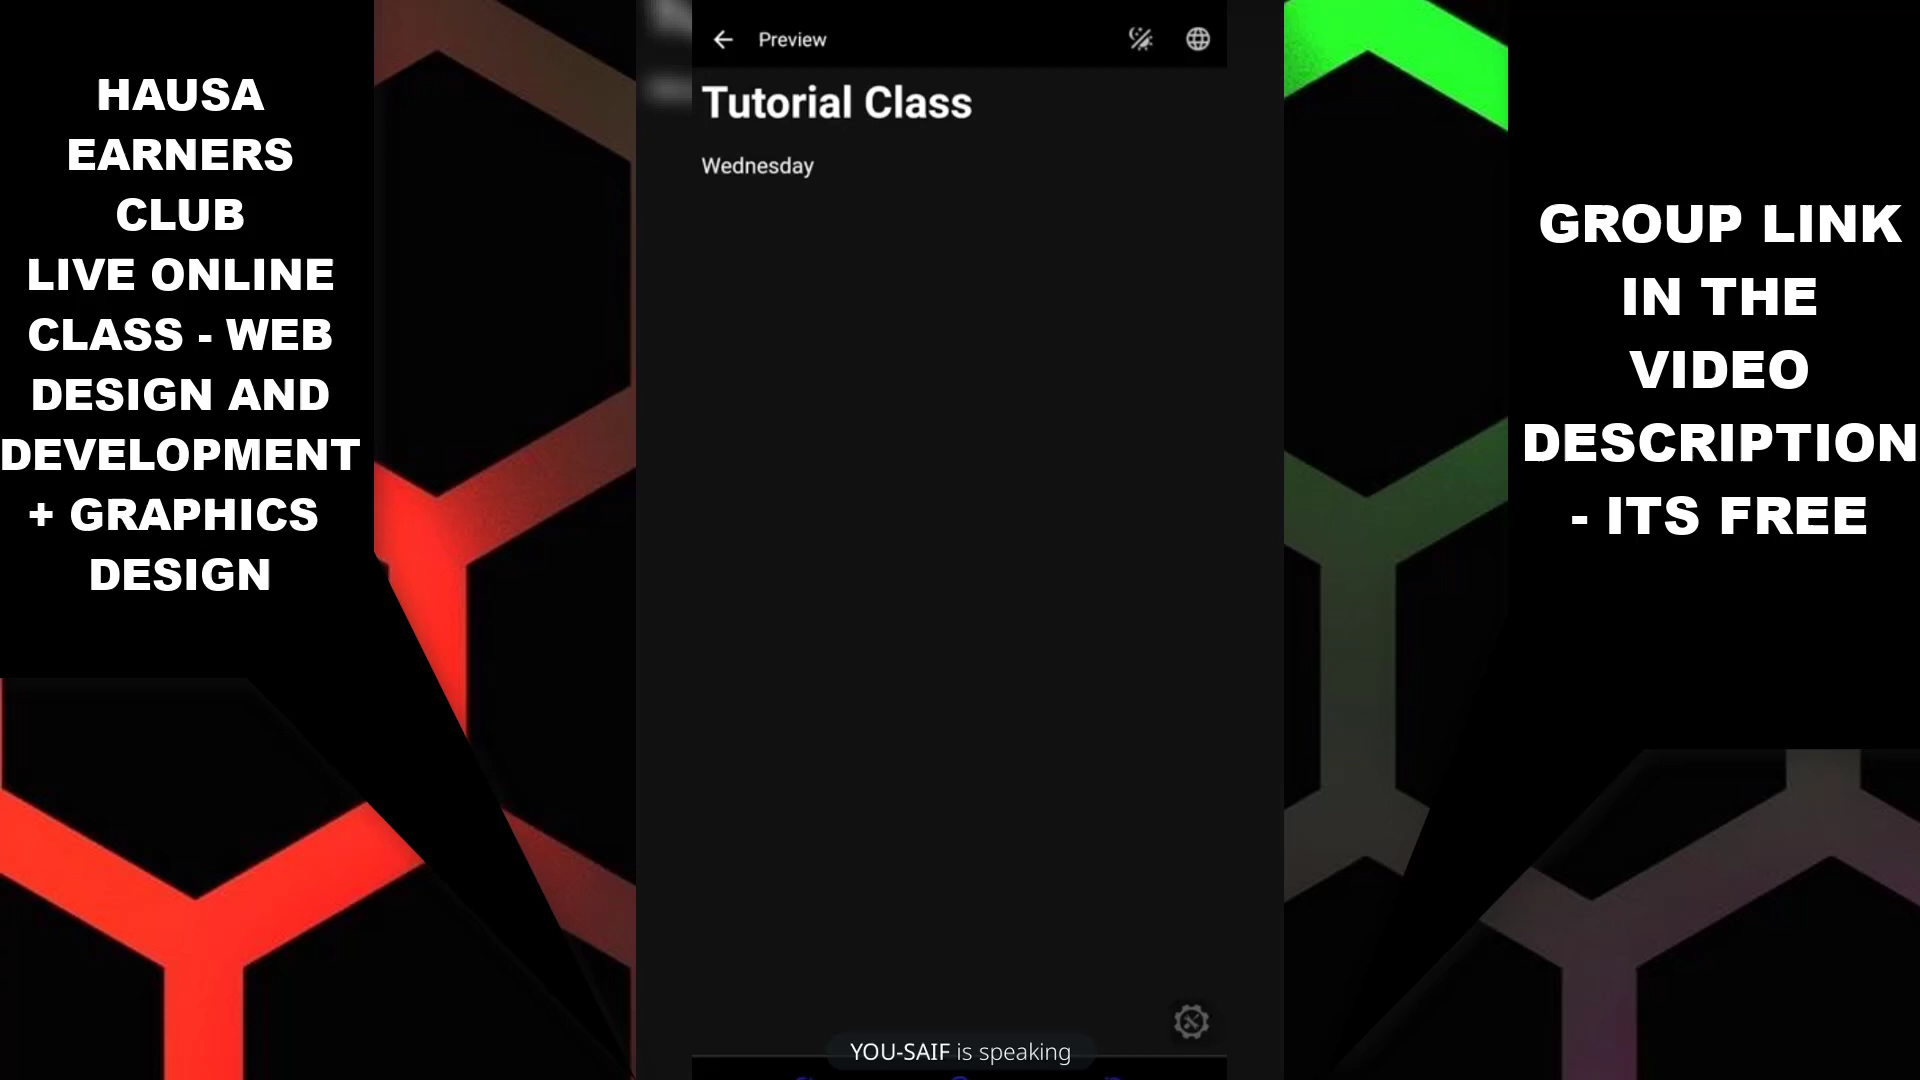 HAUSA
EARNERS
CLUB
LIVE ONLINE
CLASS - WEB
DESIGN AND
DEVELOPMENT
+ GRAPHICS
DESIGN
Preview
Tutorial Class
Wednesday
YOU-SAIF is speaking
GROUP LINK
IN THE
VIDEO
DESCRIPTION
- ITS FREE